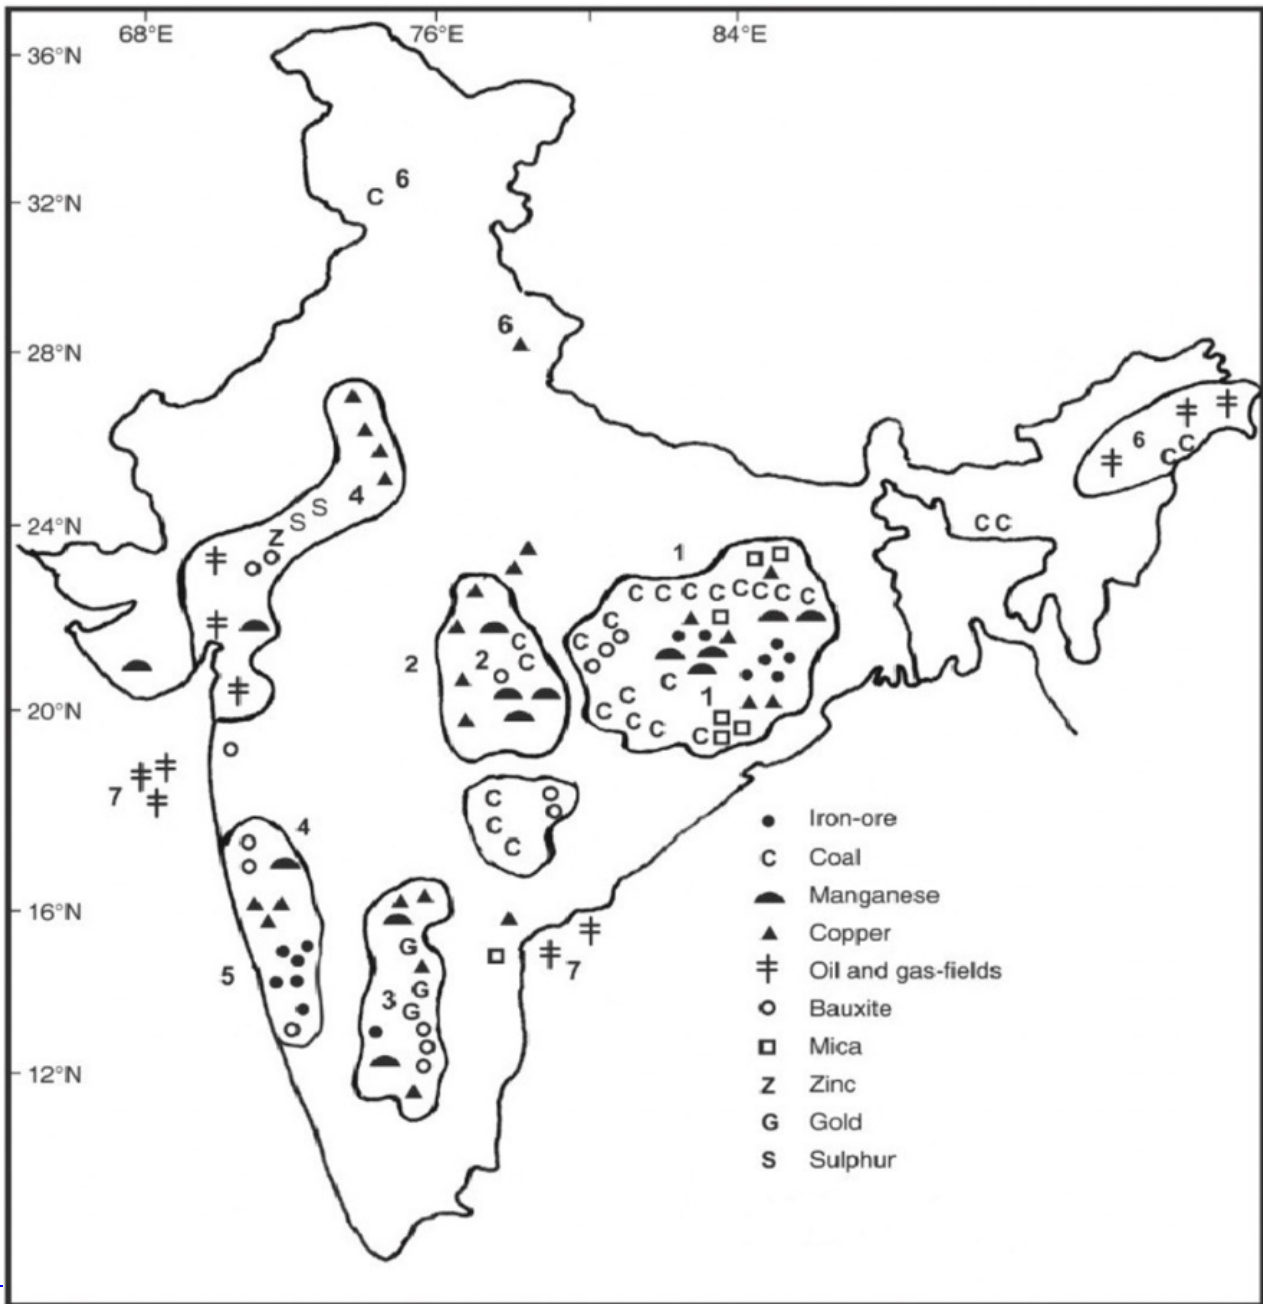 68°E 76°E 84°E
36°N
6
C
32°N
6
28°N
6
C
C
4
S
S
24°N
Z
C C
1
C C C C C C C C
C
C
C
2
2
C
C
1
C
C
20°N
C
C
C
C
7
C
C
C
4
Iron-ore
Coal
C
Manganese
16°N
Copper
G
7
Oil and gas-fields
5
G
3
G
Bauxite
Mica
12°N
Z Zinc
G Gold
S Sulphur